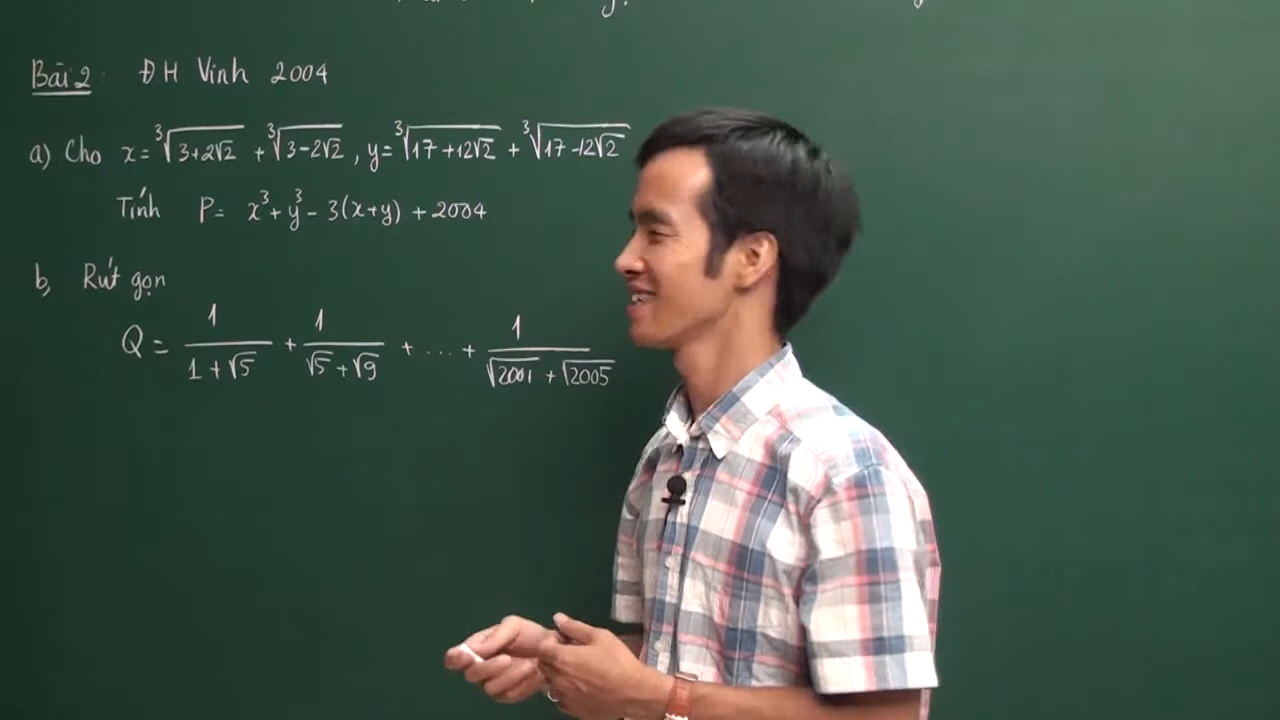 Bài 2: ĐH Vinh 2004
a) Cho x = ∛(3+2√2) + ∛(3-2√2), y = ∛(17+12√2) + ∛(17-12√2)
Tính P = x³ + y³ - 3(x+y) + 2004
b, Rút gọn
Q = 1/(1+√5) + 1/(√5+√9) + ... + 1/(√2001 + √2005)